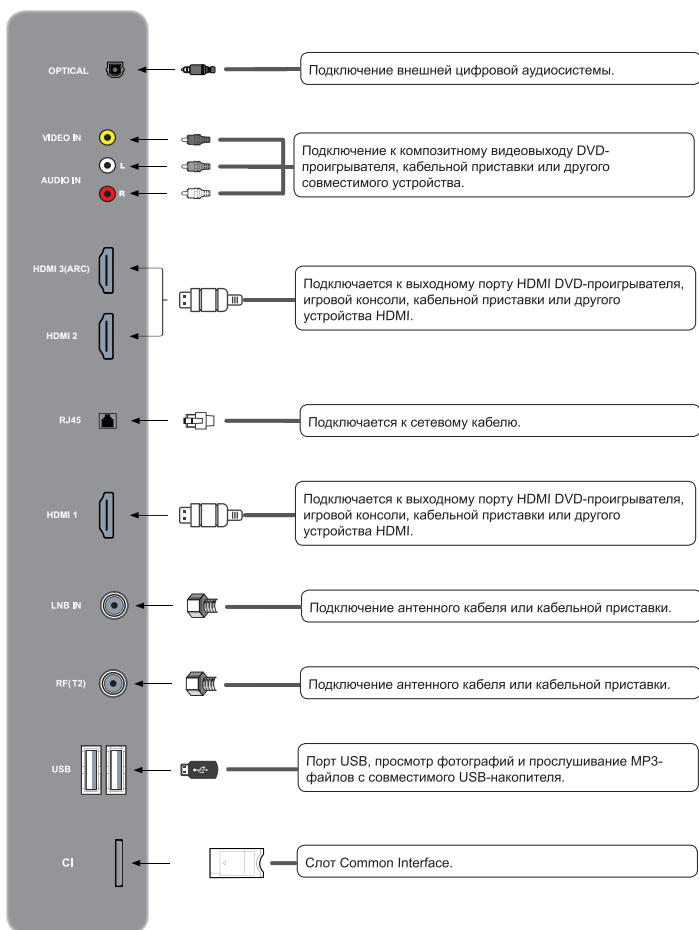 OPTICAL
Подключение внешней цифровой аудиосистемы.
VIDEO IN
L
AUDIO IN
R
Подключение к композитному видеовыходу DVD-
проигрывателя, кабельной приставки или другого
совместимого устройства.
HDMI 3(ARC)
HDMI 2
Подключается к выходному порту HDMI DVD-проигрывателя,
игровой консоли, кабельной приставки или другого
устройства HDMI.
RJ45
Подключается к сетевому кабелю.
HDMI 1
Подключается к выходному порту HDMI DVD-проигрывателя,
игровой консоли, кабельной приставки или другого
устройства HDMI.
LNB IN
Подключение антенного кабеля или кабельной приставки.
RF(T2)
Подключение антенного кабеля или кабельной приставки.
USB
Порт USB, просмотр фотографий и прослушивание MP3-
файлов с совместимого USB-накопителя.
CI
Слот Common Interface.